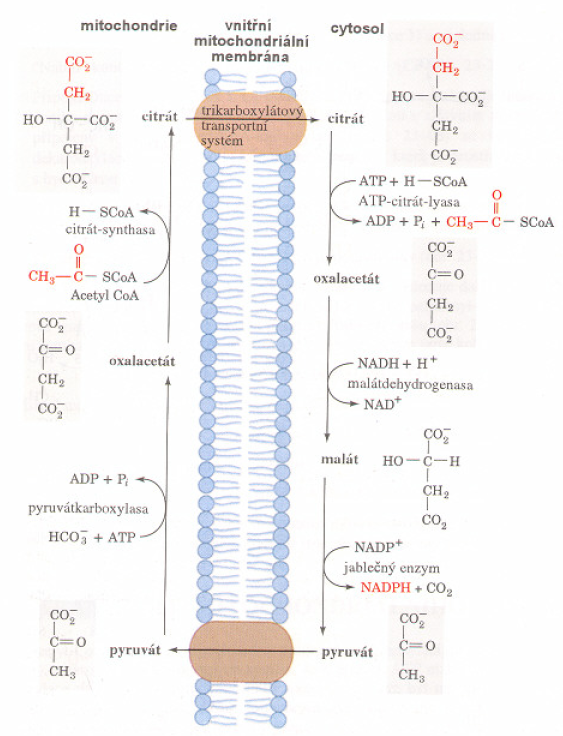 mitochondrie
vnitřní
mitochondriální
membrána
cytosol
CO₂⁻
CH₂
HO — C — CO₂⁻
CH₂
CO₂⁻
citrát
trikarboxylátový
transportní
systém
citrát
CO₂⁻
CH₂
HO — C — CO₂⁻
CH₂
CO₂⁻
H — SCoA
citrát-synthasa
O
CH₃ — C — SCoA
Acetyl CoA
ATP + H — SCoA
ATP-citrát-lyasa
O
ADP + Pᵢ + CH₃ — C — SCoA
CO₂⁻
C=O
CH₂
CO₂⁻
oxalacetát
oxalacetát
CO₂⁻
C=O
CH₂
CO₂⁻
NADH + H⁺
malátdehydrogenasa
NAD⁺
malát
CO₂⁻
HO — C — H
CH₂
CO₂
ADP + Pᵢ
pyruvátkarboxylasa
HCO₃⁻ + ATP
NADP⁺
jablečný enzym
NADPH + CO₂
CO₂⁻
C=O
CH₃
pyruvát
pyruvát
CO₂⁻
C=O
CH₃